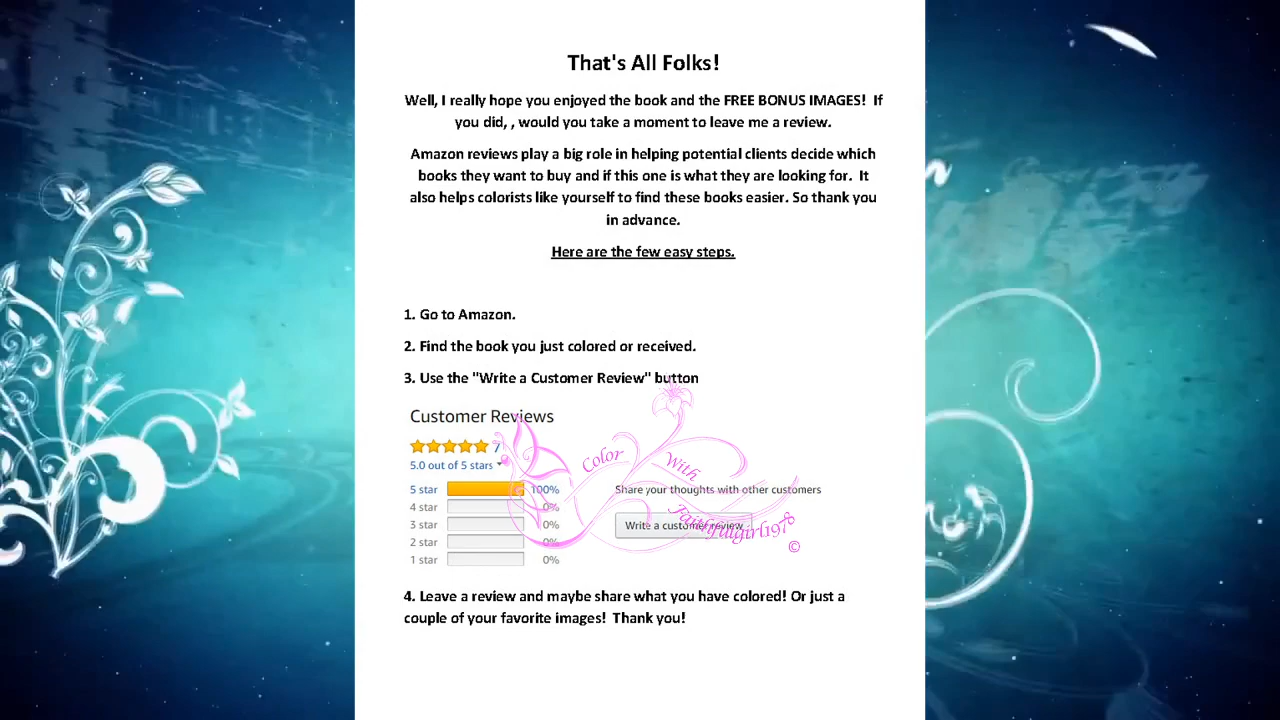 That's All Folks!
Well, I really hope you enjoyed the book and the FREE BONUS IMAGES!  If
you did, , would you take a moment to leave me a review.
Amazon reviews play a big role in helping potential clients decide which
books they want to buy and if this one is what they are looking for.  It
also helps colorists like yourself to find these books easier. So thank you
in advance.
Here are the few easy steps.
1. Go to Amazon.
2. Find the book you just colored or received.
3. Use the "Write a Customer Review" button
Customer Reviews
7
5.0 out of 5 stars
5 star 100%
4 star 0%
3 star 0%
2 star 0%
1 star 0%
Share your thoughts with other customers
Write a customer review
Color With
Faithfulgirl1978
©
4. Leave a review and maybe share what you have colored! Or just a
couple of your favorite images!  Thank you!